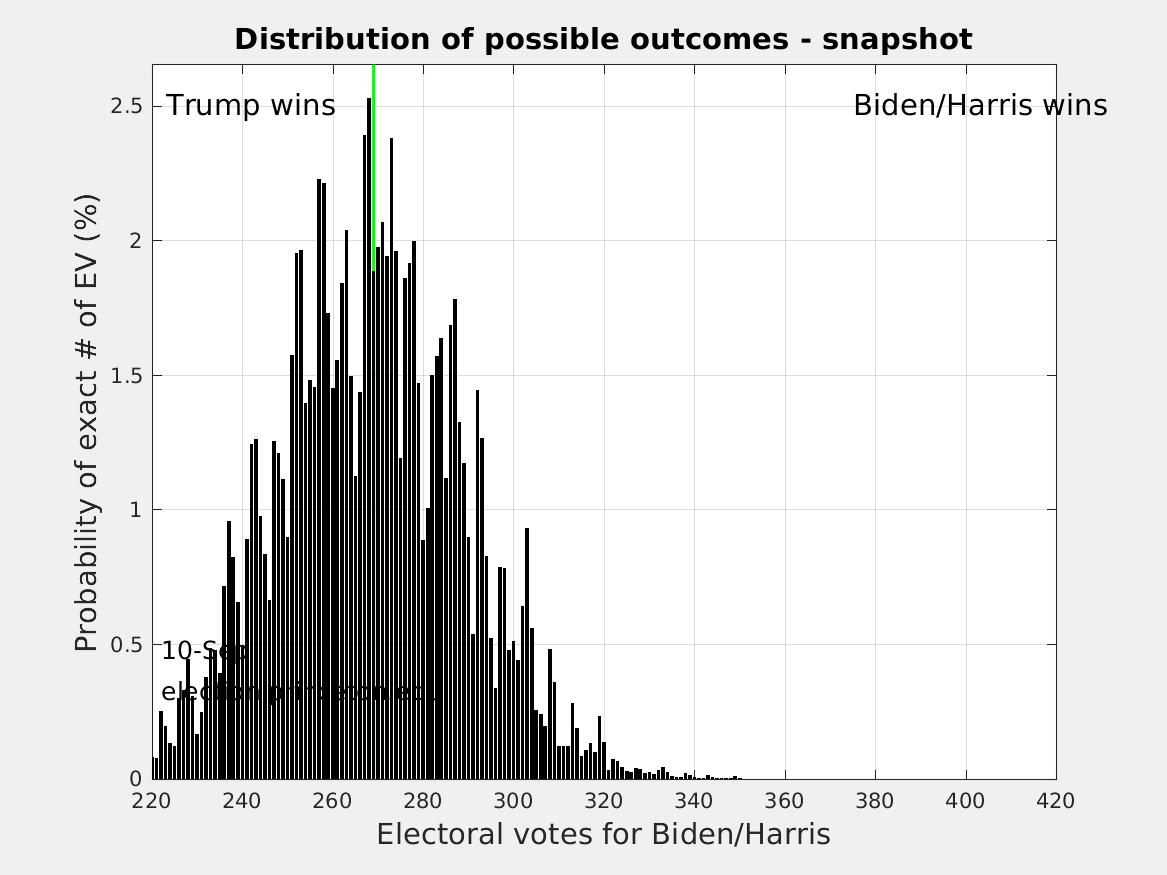 Distribution of possible outcomes - snapshot
Trump wins
Biden/Harris wins
Probability of exact # of EV (%)
2.5
2
1.5
1
0.5
0
10-Sep
220 240 260 280 300 320 340 360 380 400 420
Electoral votes for Biden/Harris